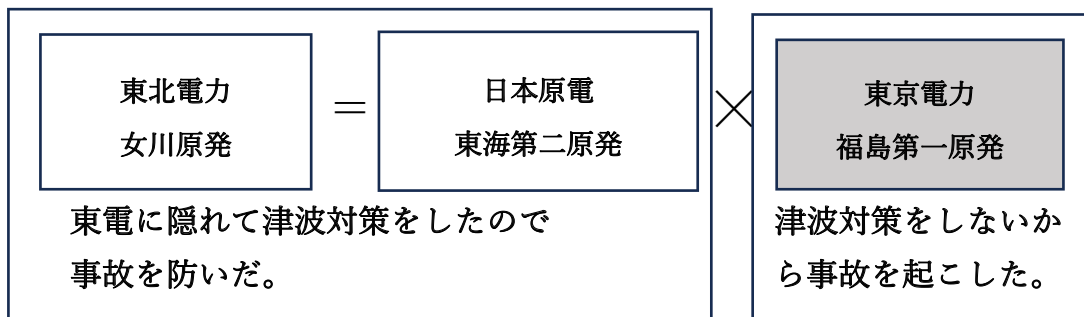 東北電力
女川原発
＝
日本原電
東海第二原発
×
東京電力
福島第一原発
東電に隠れて津波対策をしたので
事故を防いだ。
津波対策をしないか
ら事故を起こした。